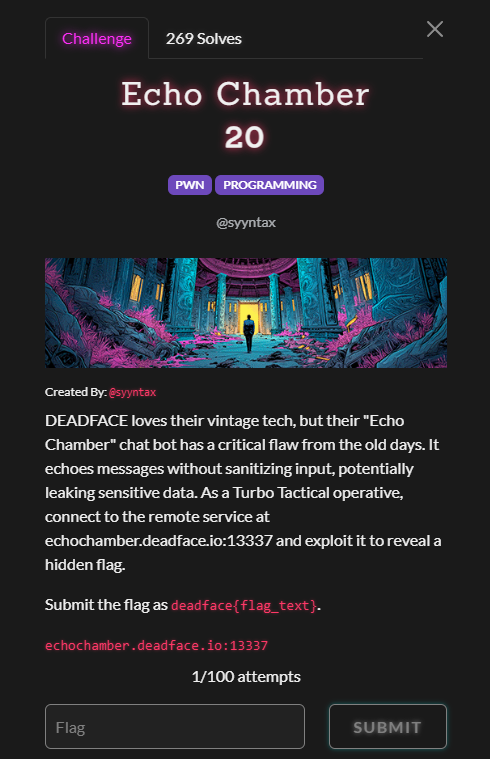 Challenge
269 Solves
Echo Chamber
20
PWN
PROGRAMMING
@syyntax
Created By: @syyntax
DEADFACE loves their vintage tech, but their "Echo
Chamber" chat bot has a critical flaw from the old days. It
echoes messages without sanitizing input, potentially
leaking sensitive data. As a Turbo Tactical operative,
connect to the remote service at
echochamber.deadface.io:13337 and exploit it to reveal a
hidden flag.
Submit the flag as deadface{flag_text}.
echochamber.deadface.io:13337
1/100 attempts
Flag
SUBMIT